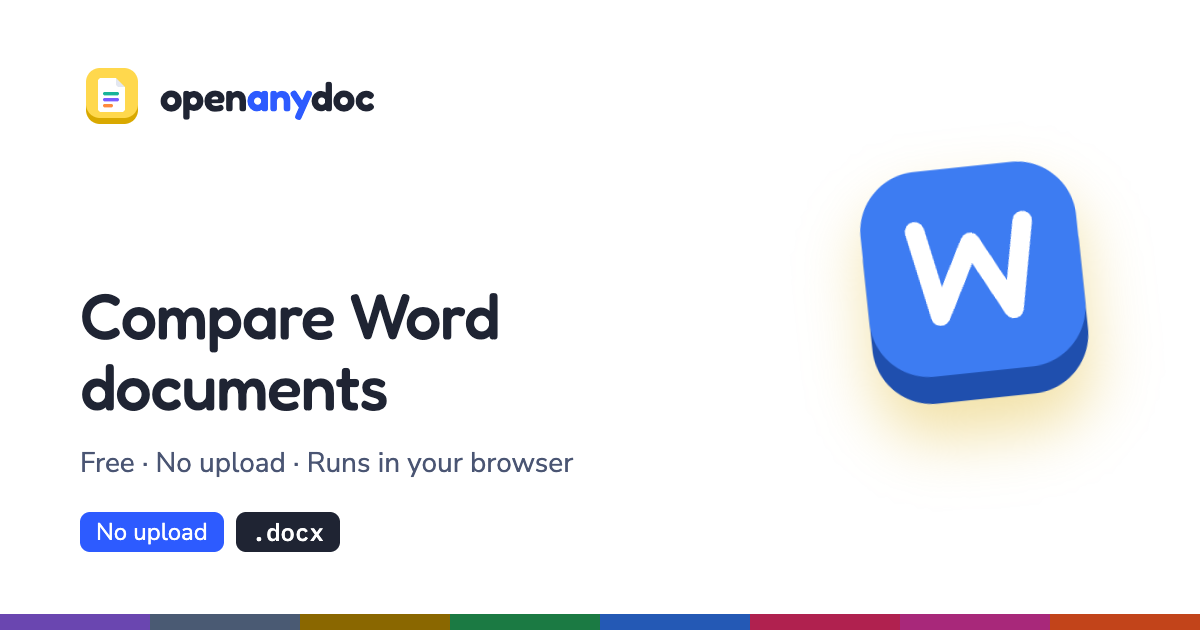 openanydoc
W
Compare Word
documents
Free · No upload · Runs in your browser
No upload
.docx